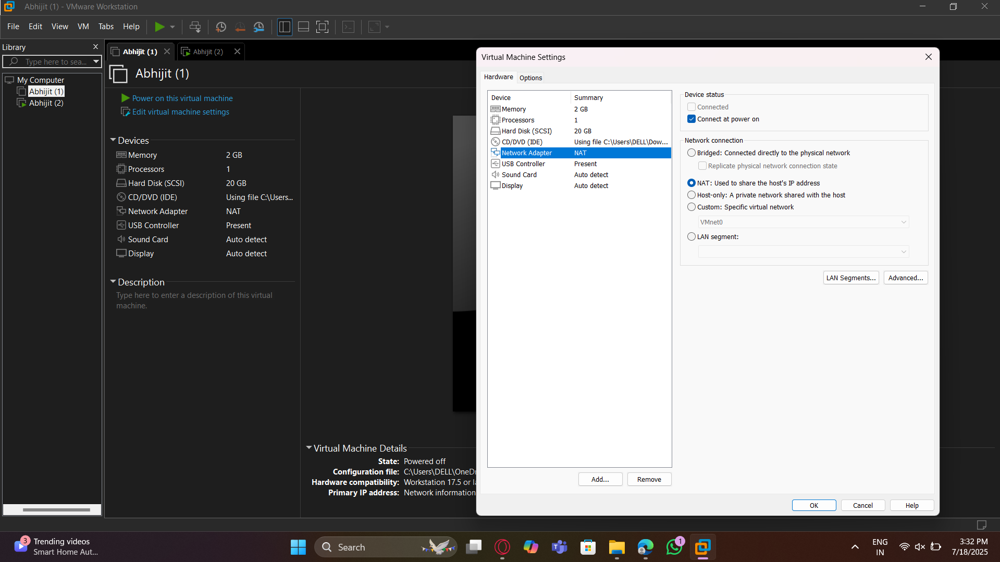 Abhijit (1) - VMware Workstation
File Edit View VM Tabs Help
Library
Type here to sea...
My Computer
Abhijit (1)
Abhijit (2)
Abhijit (1)
Abhijit (2)
Abhijit (1)
Power on this virtual machine
Edit virtual machine settings
Devices
Memory 2 GB
Processors 1
Hard Disk (SCSI) 20 GB
CD/DVD (IDE) Using file C:\Users...
Network Adapter NAT
USB Controller Present
Sound Card Auto detect
Display Auto detect
Description
Type here to enter a description of this virtual
machine.
Virtual Machine Details
State: Powered off
Configuration file: C:\Users\DELL\OneDr
Hardware compatibility: Workstation 17.5 or la
Primary IP address: Network information
Virtual Machine Settings
Hardware Options
Device Summary
Memory 2 GB
Processors 1
Hard Disk (SCSI) 20 GB
CD/DVD (IDE) Using file C:\Users\DELL\Dow...
Network Adapter NAT
USB Controller Present
Sound Card Auto detect
Display Auto detect
Add... Remove
Device status
Connected
Connect at power on
Network connection
Bridged: Connected directly to the physical network
Replicate physical network connection state
NAT: Used to share the host's IP address
Host-only: A private network shared with the host
Custom: Specific virtual network
VMnet0
LAN segment:
LAN Segments... Advanced...
OK Cancel Help
3
Trending videos
Smart Home Aut...
Search
1
ENG
IN
3:32 PM
7/18/2025